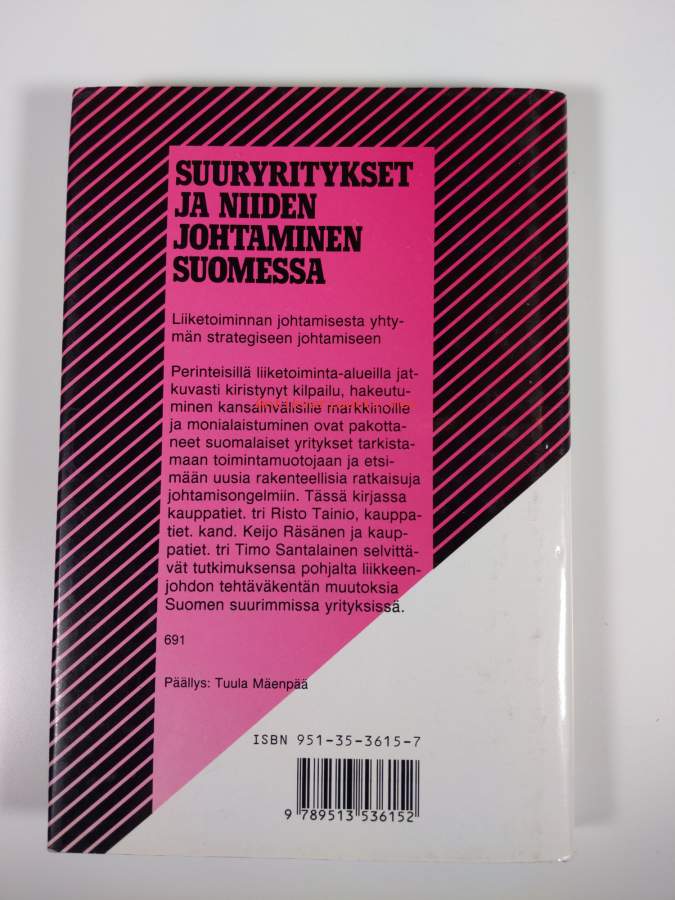 SUURYRITYKSET
JA NIIDEN
JOHTAMINEN
SUOMESSA
Liiketoiminnan johtamisesta yhty-
män strategiseen johtamiseen
Perinteisillä liiketoiminta-alueilla jat-
kuvasti kiristynyt kilpailu, hakeutu-
minen kansainvälisille markkinoille
ja monialaistuminen ovat pakotta-
neet suomalaiset yritykset tarkista-
maan toimintamuotojaan ja etsi-
mään uusia rakenteellisia ratkaisuja
johtamisongelmiin. Tässä kirjassa
kauppatiet. tri Risto Tainio, kauppa-
tiet. kand. Keijo Räsänen ja kaup-
patiet. tri Timo Santalainen selvittä-
vät tutkimuksensa pohjalta liikkeen-
johdon tehtäväkentän muutoksia
Suomen suurimmissa yrityksissä.
691
Päällys: Tuula Mäenpää
ISBN 951-35-3615-7
9 789513 536152